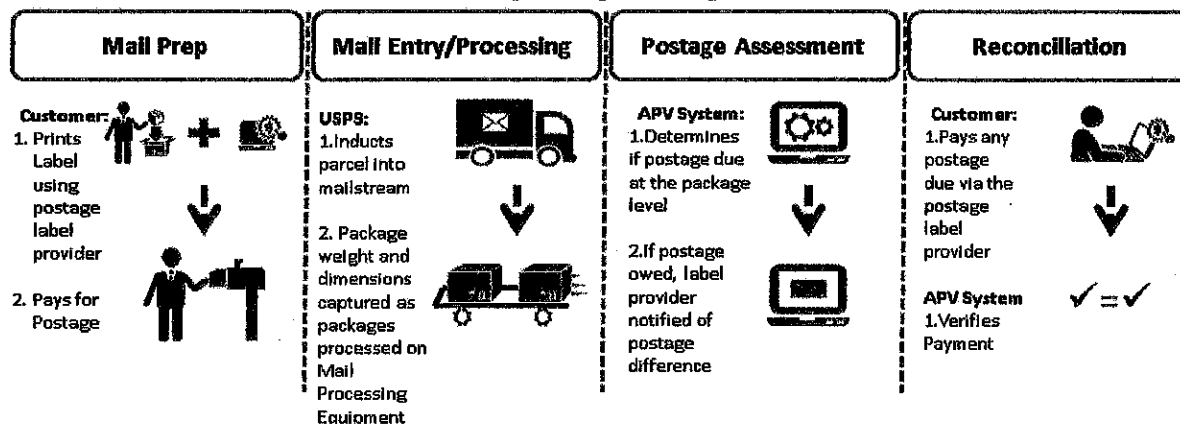 Mail Prep
Customer:
1. Prints
Label
using
postage
label
provider
2. Pays for
Postage
Mail Entry/Processing
USPS:
1.Inducts
parcel into
mailstream
2. Package
weight and
dimensions
captured as
packages
processed on
Mail
Processing
Equipment
Postage Assessment
APV System:
1.Determines
if postage due
at the package
level
2.If postage
owed, label
provider
notified of
postage
difference
Reconciliation
Customer:
1.Pays any
postage
due via the
postage
label
provider
APV System
1.Verifies
Payment